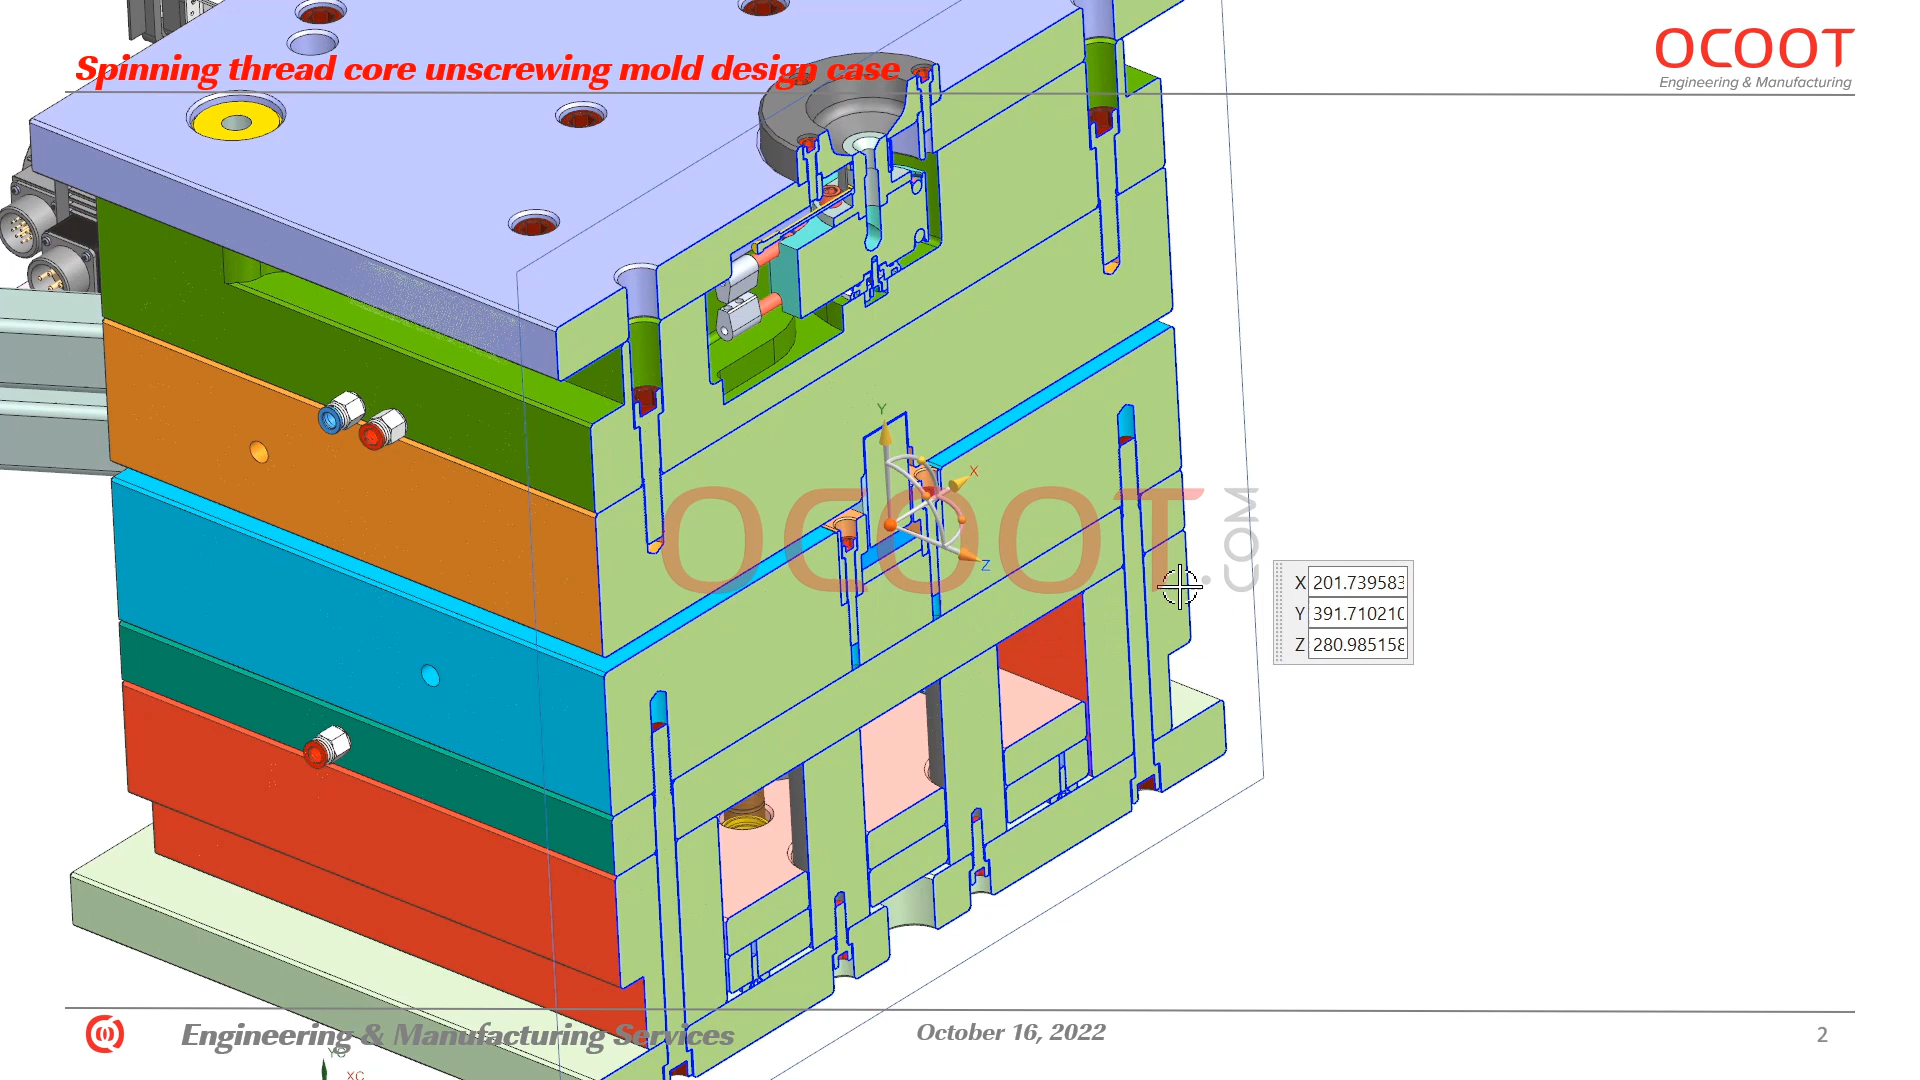 Spinning thread core unscrewing mold design case
OCOOT
Engineering & Manufacturing
Y
X
Z
OCOOT.COM
X 201.739583
Y 391.710210
Z 280.985158
Engineering & Manufacturing Services
October 16, 2022
2
XC